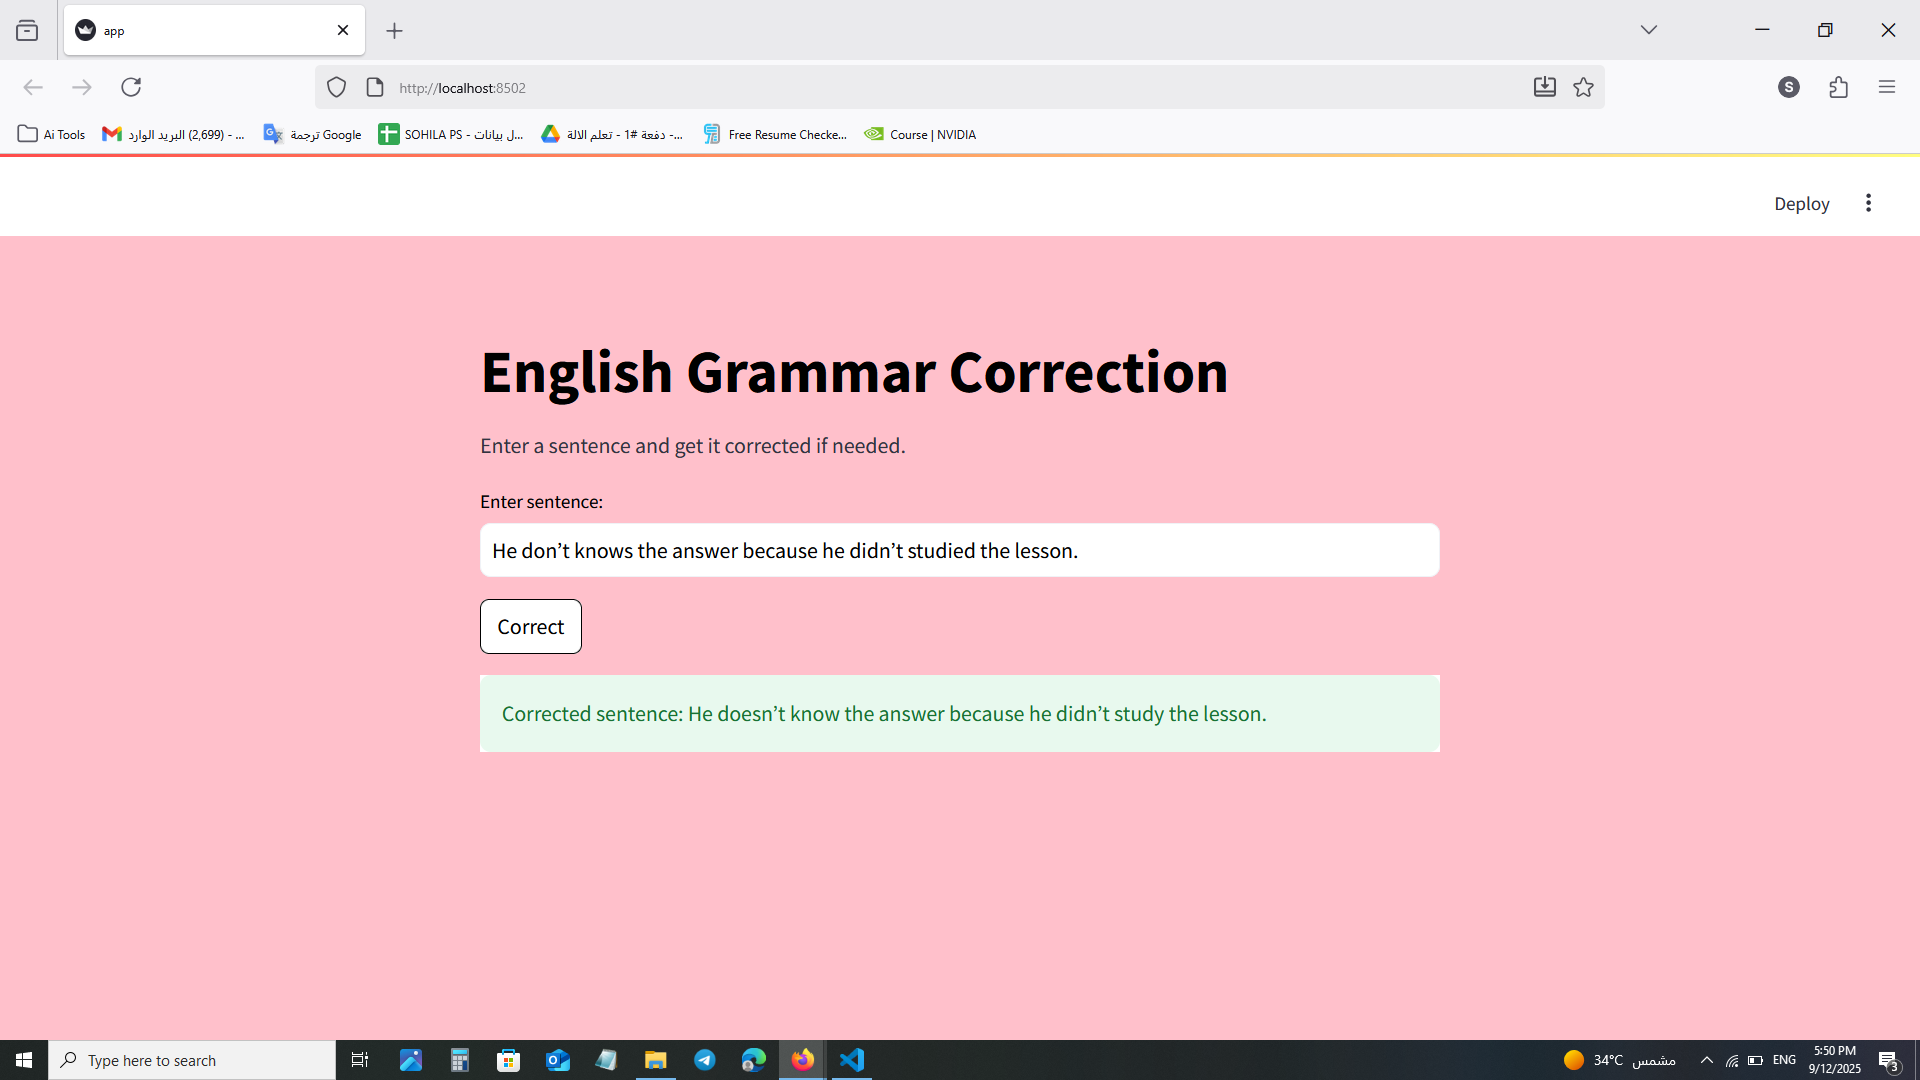 app
http://localhost:8502
S
Ai Tools
البريد الوارد (2,699) - ...
ترجمة Google
SOHILA PS - ل بيانات...
دفعة #1 - تعلم الالة -...
Free Resume Checke...
Course | NVIDIA
Deploy
English Grammar Correction
Enter a sentence and get it corrected if needed.
Enter sentence:
He don’t knows the answer because he didn’t studied the lesson.
Correct
Corrected sentence: He doesn’t know the answer because he didn’t study the lesson.
Type here to search
34°C مشمس
ENG
5:50 PM
9/12/2025
3